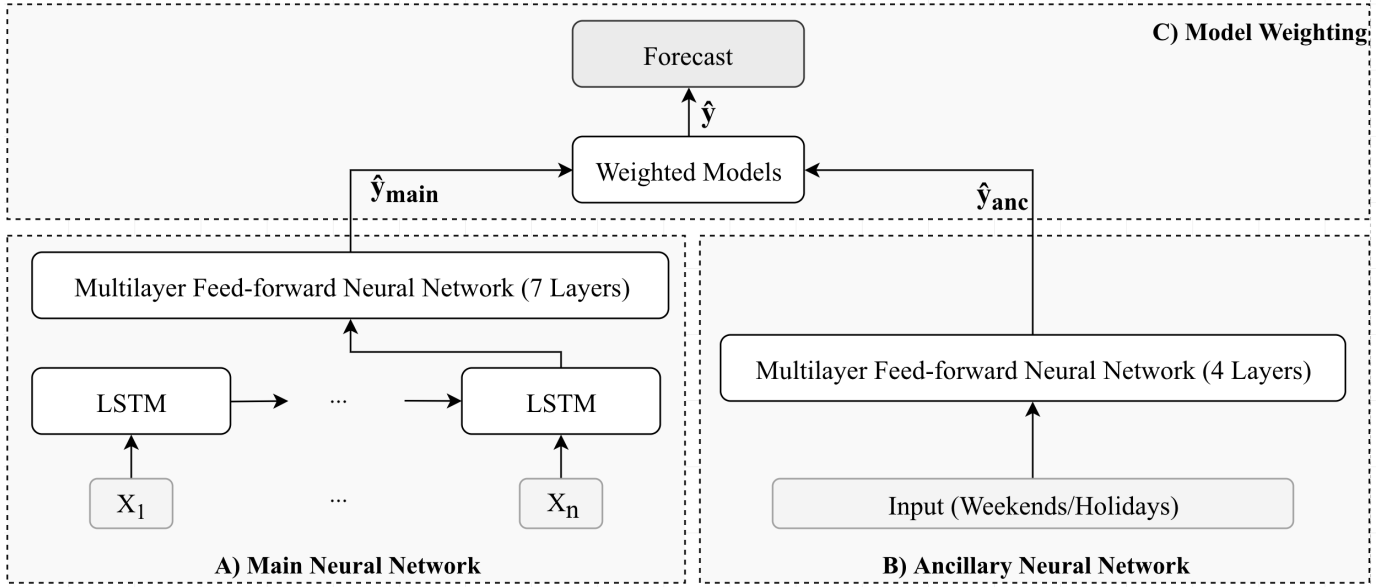 C) Model Weighting
Forecast
ŷ
Weighted Models
ŷmain
ŷanc
Multilayer Feed-forward Neural Network (7 Layers)
Multilayer Feed-forward Neural Network (4 Layers)
LSTM
...
LSTM
X1
...
Xn
Input (Weekends/Holidays)
A) Main Neural Network
B) Ancillary Neural Network